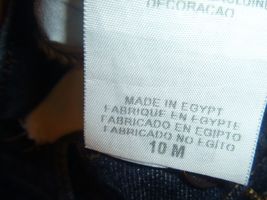 DECORACAO
MADE IN EGYPT
FABRIQUE EN EGYPTE
FABRICADO EN EGIPTO
FABRICADO NO EGITO
10 M